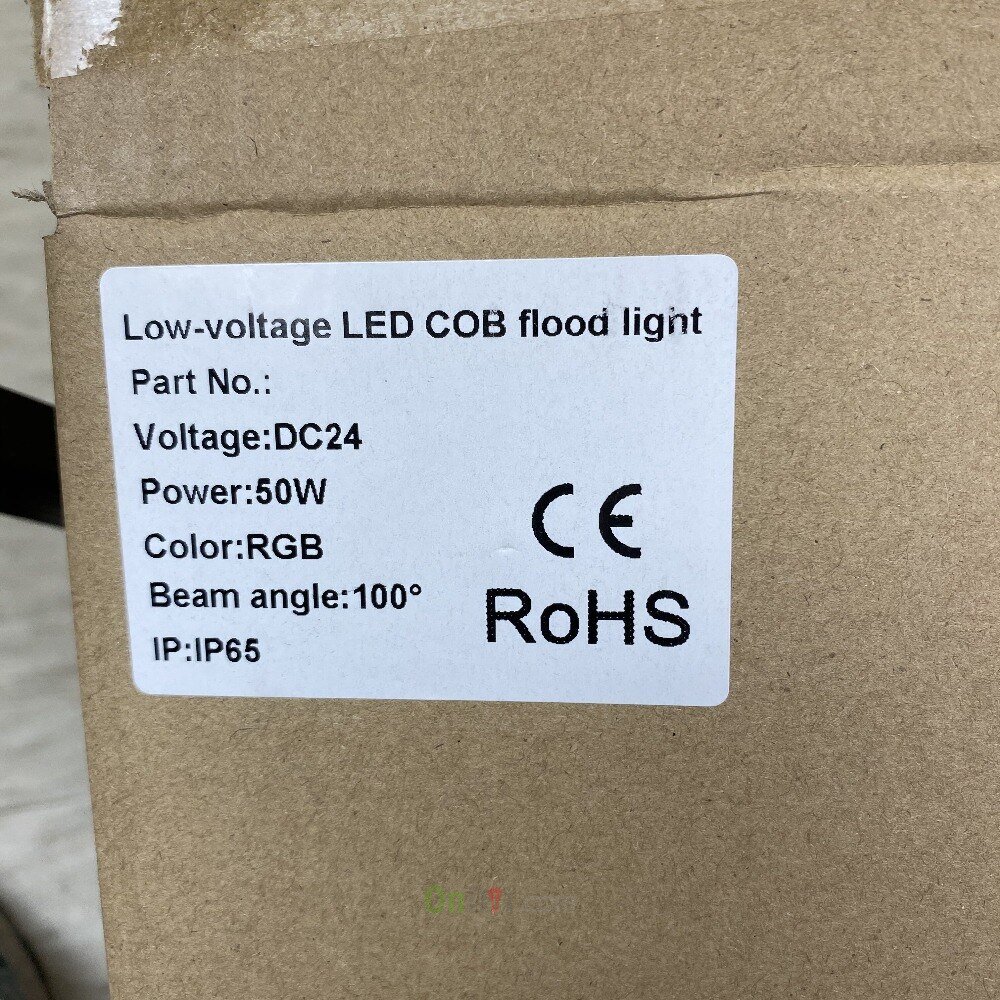 Low-voltage LED COB flood light
Part No.:
Voltage:DC24
Power:50W
Color:RGB
Beam angle:100°
IP:IP65
CE
RoHS